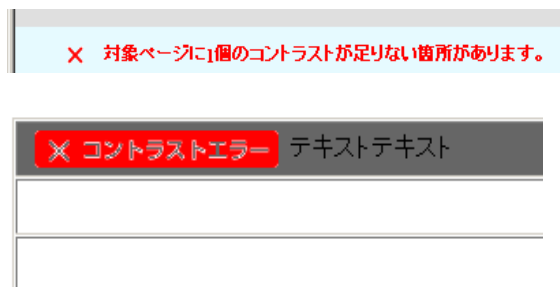 × 対象ページに1個のコントラストが足りない箇所があります。
× コントラストエラー テキストテキスト